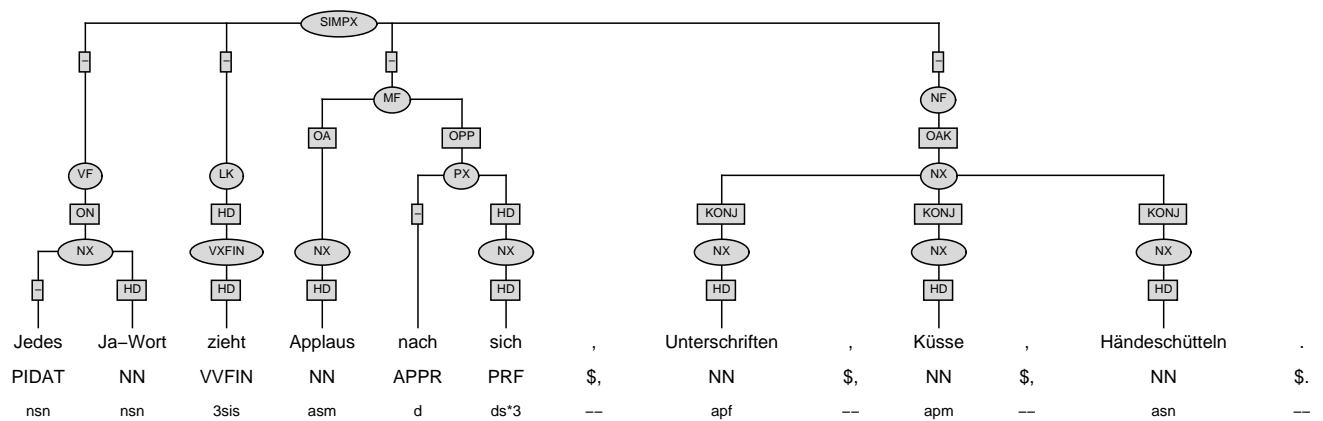 SIMPX
– – – –
MF NF
OA OPP OAK
VF LK PX NX
ON HD – HD KONJ KONJ KONJ
NX VXFIN NX NX NX NX NX
– HD HD HD HD HD HD HD
Jedes Ja–Wort zieht Applaus nach sich , Unterschriften , Küsse , Händeschütteln .
PIDAT NN VVFIN NN APPR PRF $, NN $, NN $, NN $.
nsn nsn 3sis asm d ds*3 –– apf –– apm –– asn ––